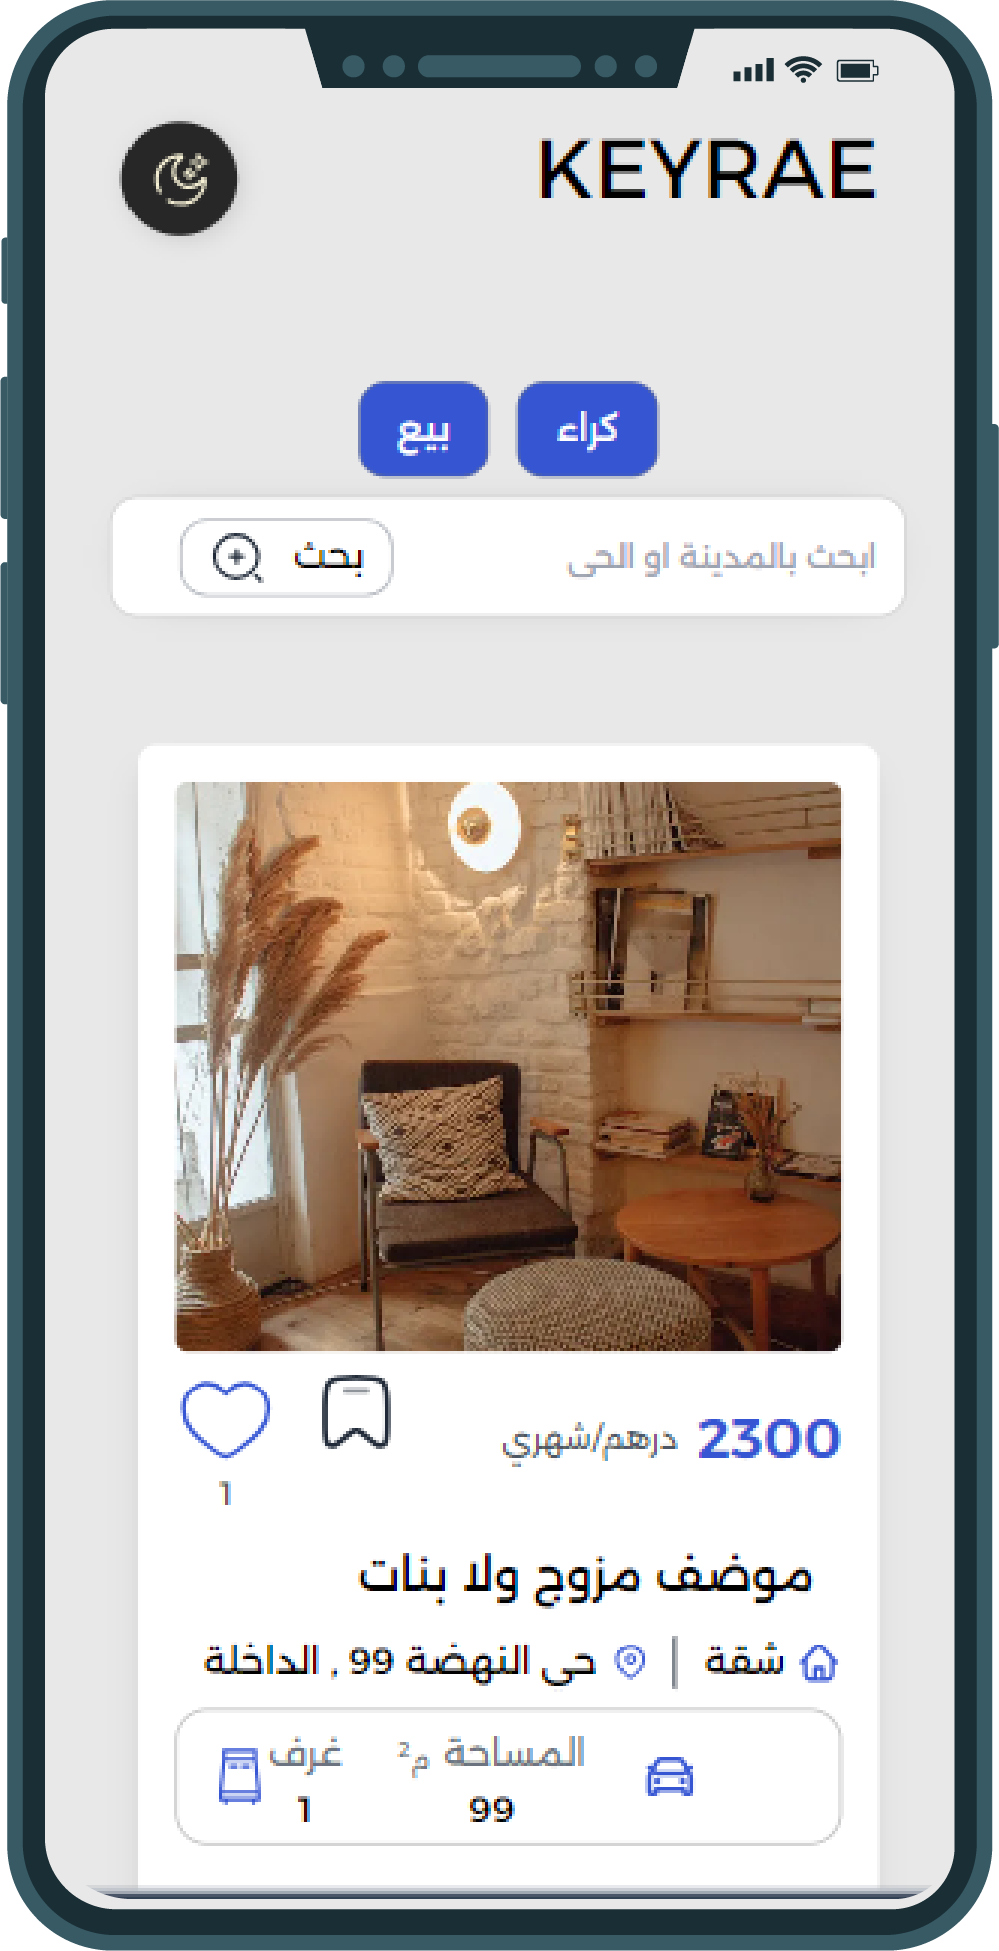 KEYRAE
كراء بيع
ابحث بالمدينة او الحى بحث
2300 درهم/شهري
1
موضف مزوج ولا بنات
شقة | حى النهضة 99 , الداخلة
المساحة م² غرف
99 1